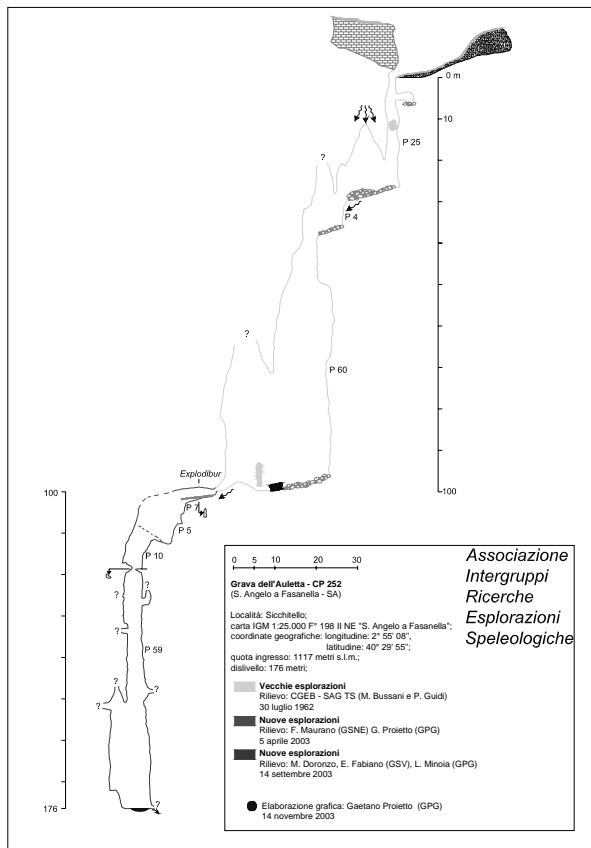 0 m
10
P 25
?
P 4
?
P 60
Explodibur
100
100
P 7
P 5
P 10
?
?
?
P 59
?
?
?
?
176
0 5 10 20 30
Grava dell'Auletta - CP 252
(S. Angelo a Fasanella - SA)
Località: Sicchitello;
carta IGM 1:25.000 F° 198 II NE "S. Angelo a Fasanella";
coordinate geografiche: longitudine: 2° 55' 08",
latitudine: 40° 29' 55";
quota ingresso: 1117 metri s.l.m.;
dislivello: 176 metri;
Vecchie esplorazioni
Rilievo: CGEB - SAG TS (M. Bussani e P. Guidi)
30 luglio 1962
Nuove esplorazioni
Rilievo: F. Maurano (GSNE) G. Proietto (GPG)
5 aprile 2003
Nuove esplorazioni
Rilievo: M. Doronzo, E. Fabiano (GSV), L. Minoia (GPG)
14 settembre 2003
Elaborazione grafica: Gaetano Proietto (GPG)
14 novembre 2003
Associazione
Intergruppi
Ricerche
Esplorazioni
Speleologiche